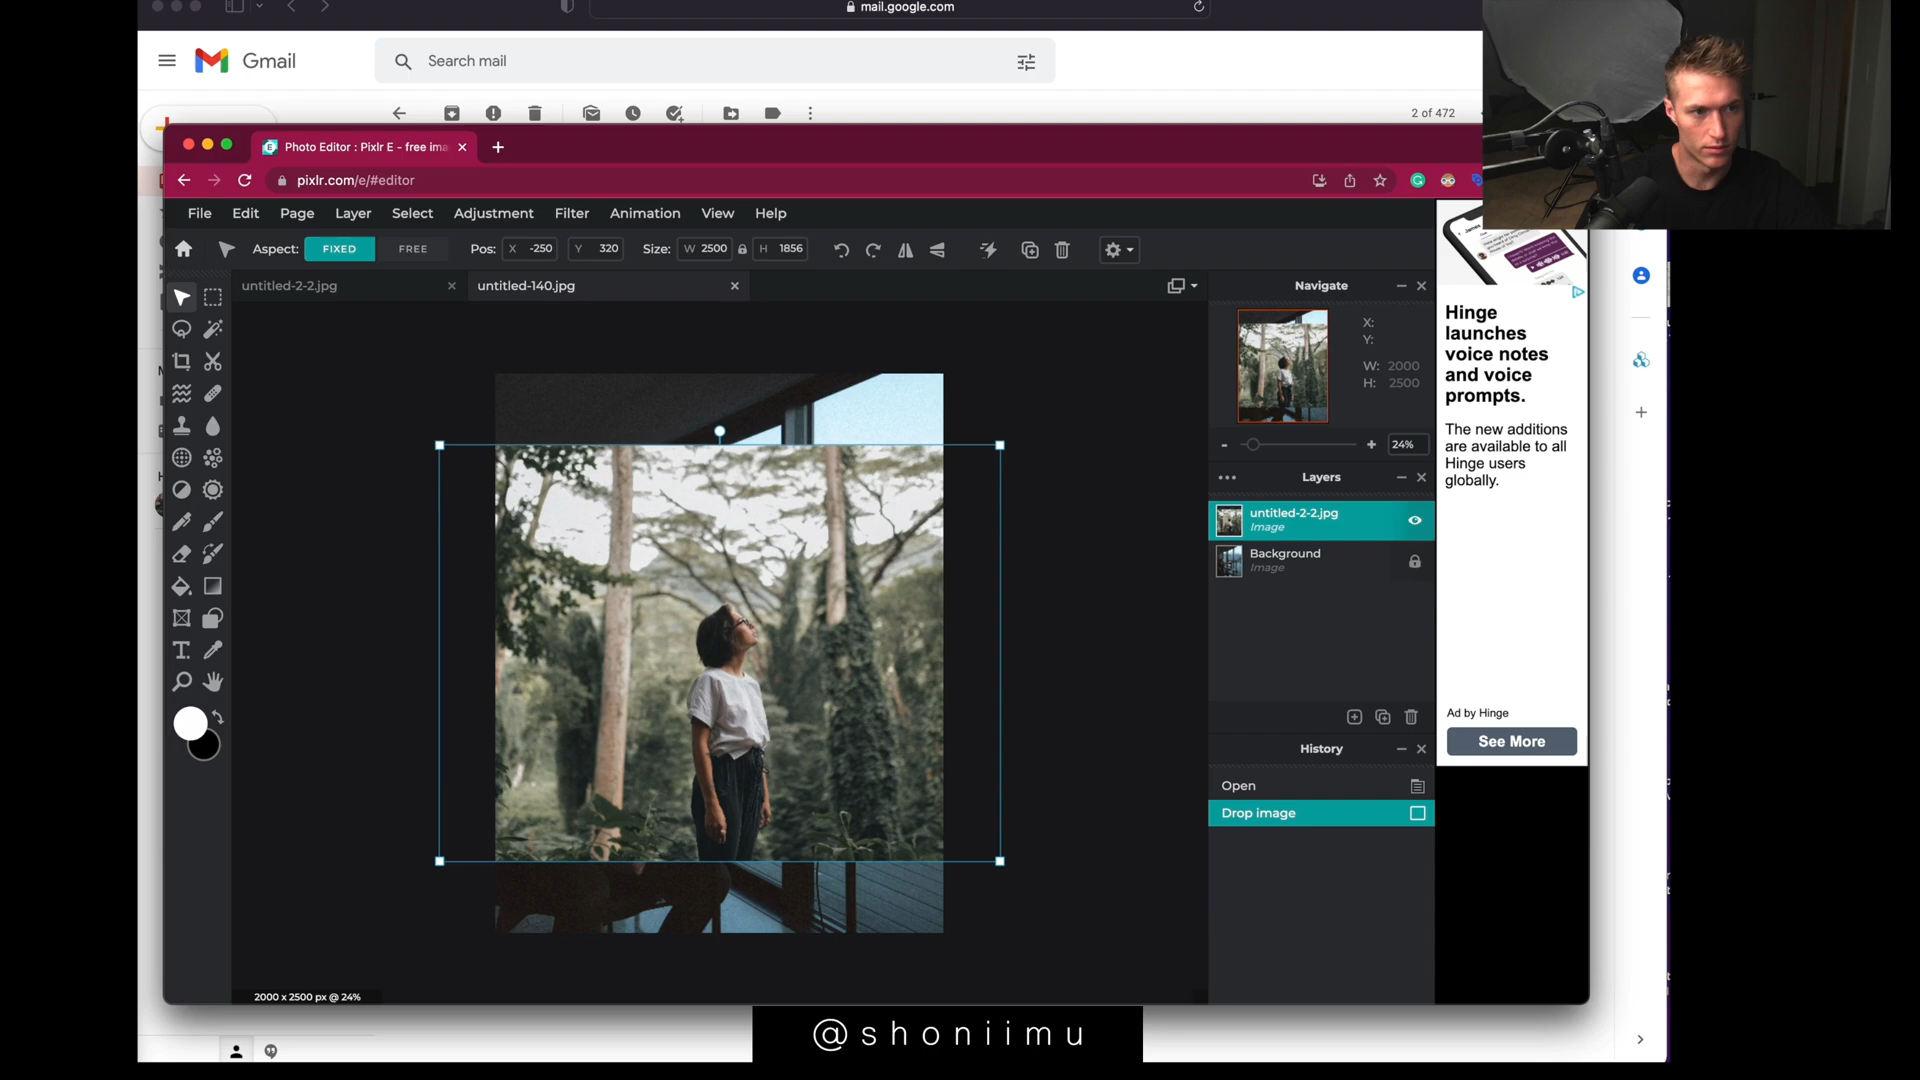 mail.google.com
Gmail
Search mail
2 of 472
Photo Editor : Pixlr E - free ima
pixlr.com/e/#editor
File Edit Page Layer Select Adjustment Filter Animation View Help
Aspect: FIXED FREE Pos: X -250 Y 320 Size: W 2500 H 1856
untitled-2-2.jpg
untitled-140.jpg
Navigate
X:
Y:
W: 2000
H: 2500
- + 24%
Layers
untitled-2-2.jpg
Image
Background
Image
History
Open
Drop image
2000 x 2500 px @ 24%
Hinge
launches
voice notes
and voice
prompts.
The new additions
are available to all
Hinge users
globally.
Ad by Hinge
See More
@shoniimu